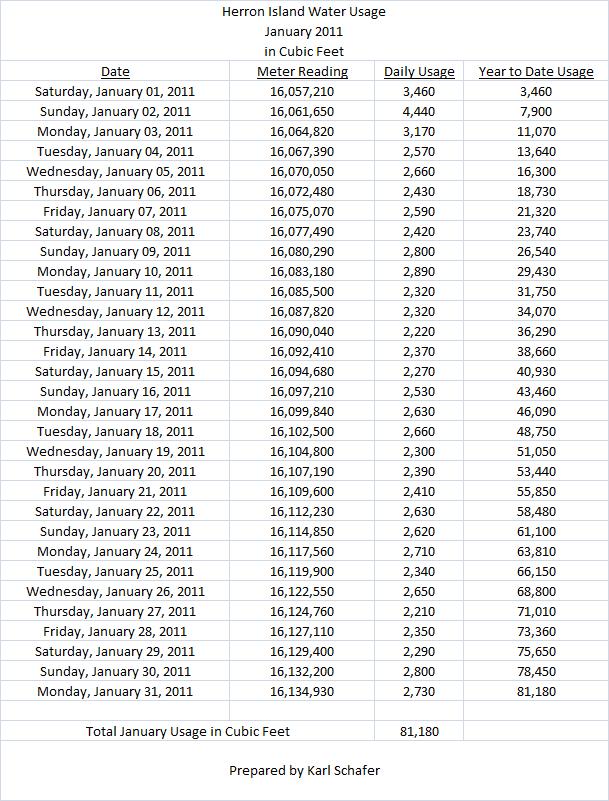 Herron Island Water Usage
January 2011
in Cubic Feet
Date Meter Reading Daily Usage Year to Date Usage
Saturday, January 01, 2011 16,057,210 3,460 3,460
Sunday, January 02, 2011 16,061,650 4,440 7,900
Monday, January 03, 2011 16,064,820 3,170 11,070
Tuesday, January 04, 2011 16,067,390 2,570 13,640
Wednesday, January 05, 2011 16,070,050 2,660 16,300
Thursday, January 06, 2011 16,072,480 2,430 18,730
Friday, January 07, 2011 16,075,070 2,590 21,320
Saturday, January 08, 2011 16,077,490 2,420 23,740
Sunday, January 09, 2011 16,080,290 2,800 26,540
Monday, January 10, 2011 16,083,180 2,890 29,430
Tuesday, January 11, 2011 16,085,500 2,320 31,750
Wednesday, January 12, 2011 16,087,820 2,320 34,070
Thursday, January 13, 2011 16,090,040 2,220 36,290
Friday, January 14, 2011 16,092,410 2,370 38,660
Saturday, January 15, 2011 16,094,680 2,270 40,930
Sunday, January 16, 2011 16,097,210 2,530 43,460
Monday, January 17, 2011 16,099,840 2,630 46,090
Tuesday, January 18, 2011 16,102,500 2,660 48,750
Wednesday, January 19, 2011 16,104,800 2,300 51,050
Thursday, January 20, 2011 16,107,190 2,390 53,440
Friday, January 21, 2011 16,109,600 2,410 55,850
Saturday, January 22, 2011 16,112,230 2,630 58,480
Sunday, January 23, 2011 16,114,850 2,620 61,100
Monday, January 24, 2011 16,117,560 2,710 63,810
Tuesday, January 25, 2011 16,119,900 2,340 66,150
Wednesday, January 26, 2011 16,122,550 2,650 68,800
Thursday, January 27, 2011 16,124,760 2,210 71,010
Friday, January 28, 2011 16,127,110 2,350 73,360
Saturday, January 29, 2011 16,129,400 2,290 75,650
Sunday, January 30, 2011 16,132,200 2,800 78,450
Monday, January 31, 2011 16,134,930 2,730 81,180
Total January Usage in Cubic Feet 81,180
Prepared by Karl Schafer